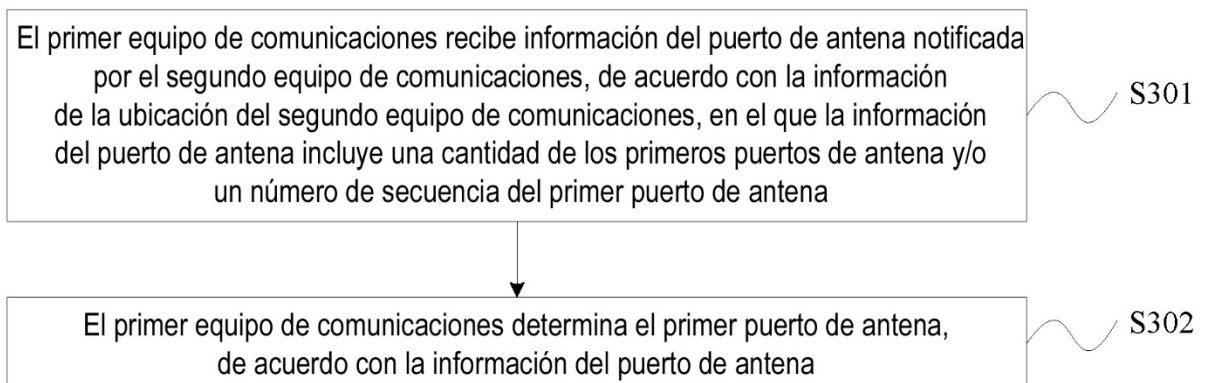 El primer equipo de comunicaciones recibe información del puerto de antena notificada
por el segundo equipo de comunicaciones, de acuerdo con la información
de la ubicación del segundo equipo de comunicaciones, en el que la información
del puerto de antena incluye una cantidad de los primeros puertos de antena y/o
un número de secuencia del primer puerto de antena
S301
El primer equipo de comunicaciones determina el primer puerto de antena,
de acuerdo con la información del puerto de antena
S302